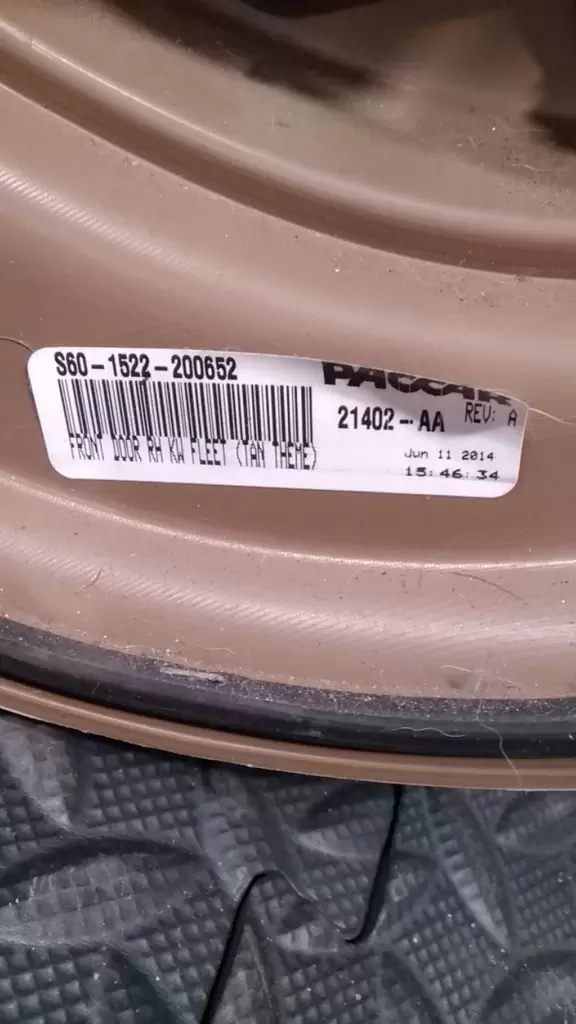 S60-1522-200652
PACCAR
21402-AA REV: A
FRONT DOOR RH KW FLEET (TAN THEME)
Jun 11 2014
15:46:34